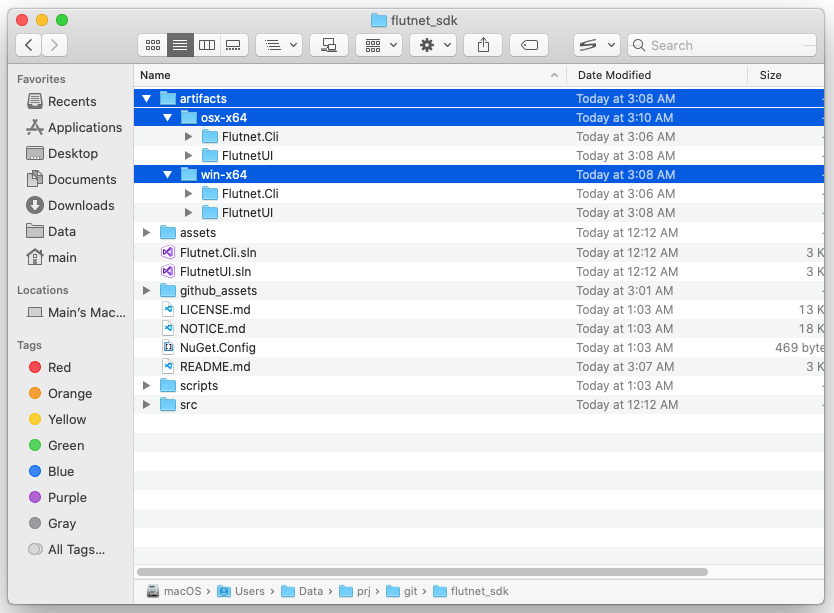 flutnet_sdk
Search
Favorites
Recents
Applications
Desktop
Documents
Downloads
Data
main
Locations
Main's Mac...
Tags
Red
Orange
Yellow
Green
Blue
Purple
Gray
All Tags...
Name Date Modified Size
artifacts Today at 3:08 AM
osx-x64 Today at 3:10 AM
Flutnet.Cli Today at 3:06 AM
FlutnetUI Today at 3:08 AM
win-x64 Today at 3:08 AM
Flutnet.Cli Today at 3:06 AM
FlutnetUI Today at 3:08 AM
assets Today at 12:12 AM
Flutnet.Cli.sln Today at 12:12 AM 3 K
FlutnetUI.sln Today at 12:12 AM 3 K
github_assets Today at 3:01 AM
LICENSE.md Today at 1:03 AM 13 K
NOTICE.md Today at 1:03 AM 18 K
NuGet.Config Today at 1:03 AM 469 byte
README.md Today at 3:07 AM 3 K
scripts Today at 1:03 AM
src Today at 12:12 AM
macOS › Users › Data › prj › git › flutnet_sdk